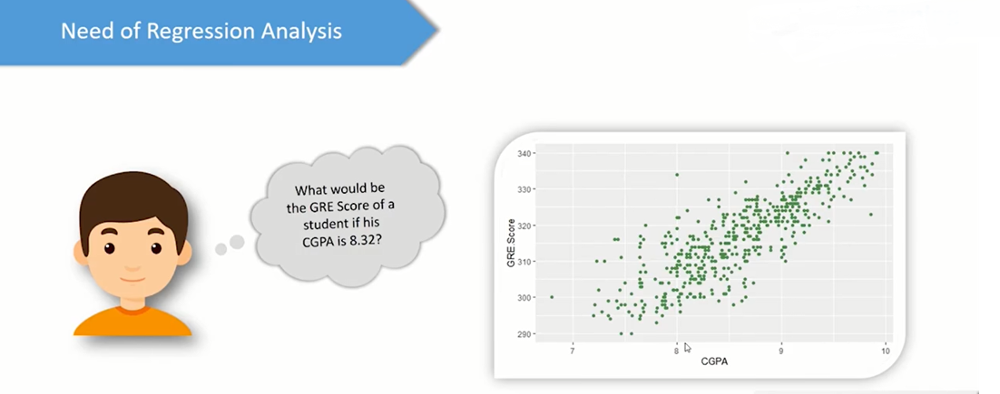 Need of Regression Analysis
What would be
the GRE Score of a
student if his
CGPA is 8.32?
GRE.Score
340
330
320
310
300
290
7
8
9
10
CGPA